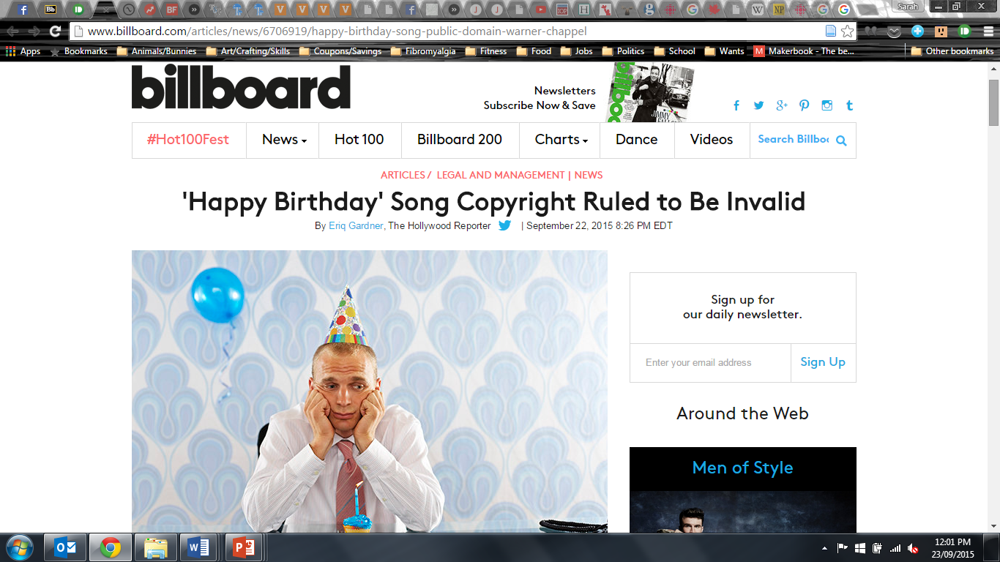 Sarah
www.billboard.com/articles/news/6706919/happy-birthday-song-public-domain-warner-chappel
Apps Bookmarks Animals/Bunnies Art/Crafting/Skills Coupons/Savings Fibromyalgia Fitness Food Jobs Politics School Wants Makerbook - The be... Other bookmarks
billboard
Newsletters
Subscribe Now & Save
#Hot100Fest News Hot 100 Billboard 200 Charts Dance Videos Search Billbo
ARTICLES / LEGAL AND MANAGEMENT | NEWS
'Happy Birthday' Song Copyright Ruled to Be Invalid
By Eriq Gardner, The Hollywood Reporter | September 22, 2015 8:26 PM EDT
Sign up for
our daily newsletter.
Enter your email address Sign Up
Around the Web
Men of Style
12:01 PM
23/09/2015